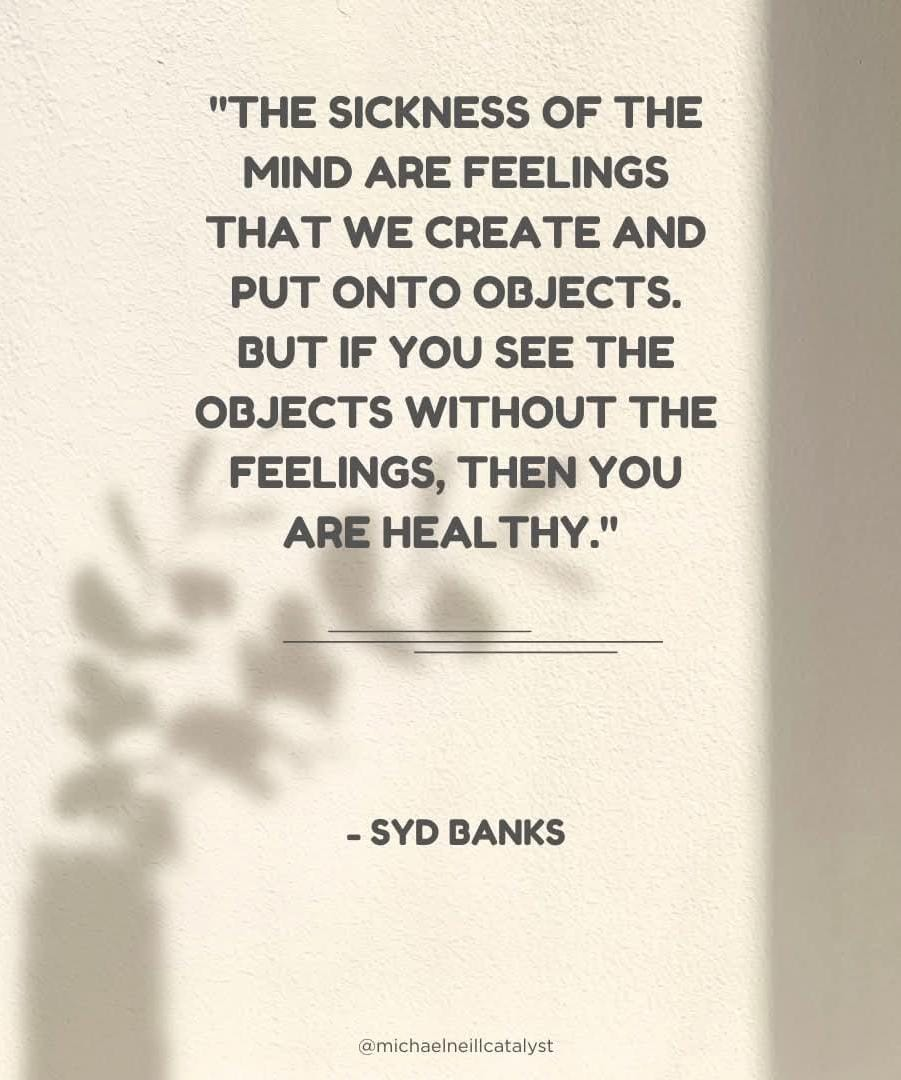 "THE SICKNESS OF THE
MIND ARE FEELINGS
THAT WE CREATE AND
PUT ONTO OBJECTS.
BUT IF YOU SEE THE
OBJECTS WITHOUT THE
FEELINGS, THEN YOU
ARE HEALTHY."
- SYD BANKS
@michaelneillcatalyst